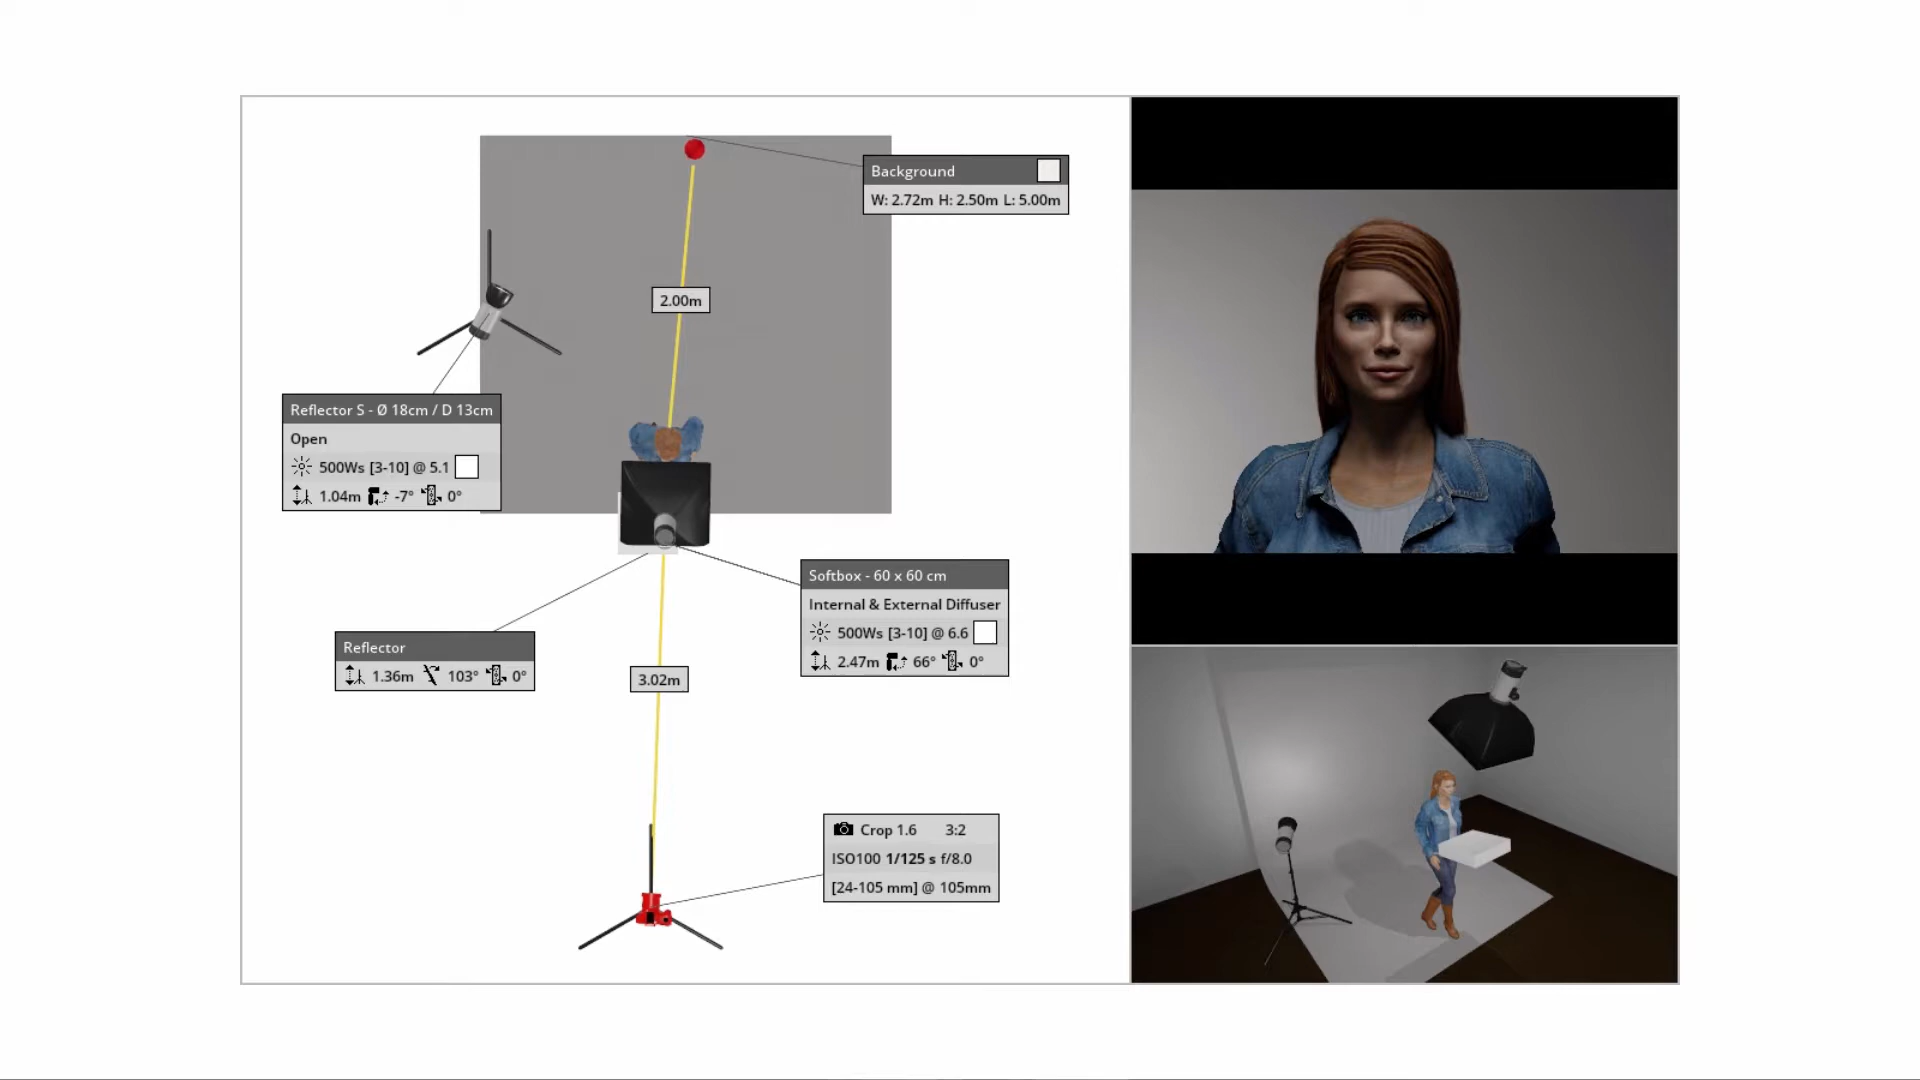 Background
W: 2.72m H: 2.50m L: 5.00m
2.00m
Reflector S - Ø 18cm / D 13cm
Open
500Ws [3-10] @ 5.1
1.04m -7° 0°
Softbox - 60 x 60 cm
Internal & External Diffuser
500Ws [3-10] @ 6.6
2.47m 66° 0°
Reflector
1.36m 103° 0°
3.02m
Crop 1.6 3:2
ISO100 1/125 s f/8.0
[24-105 mm] @ 105mm